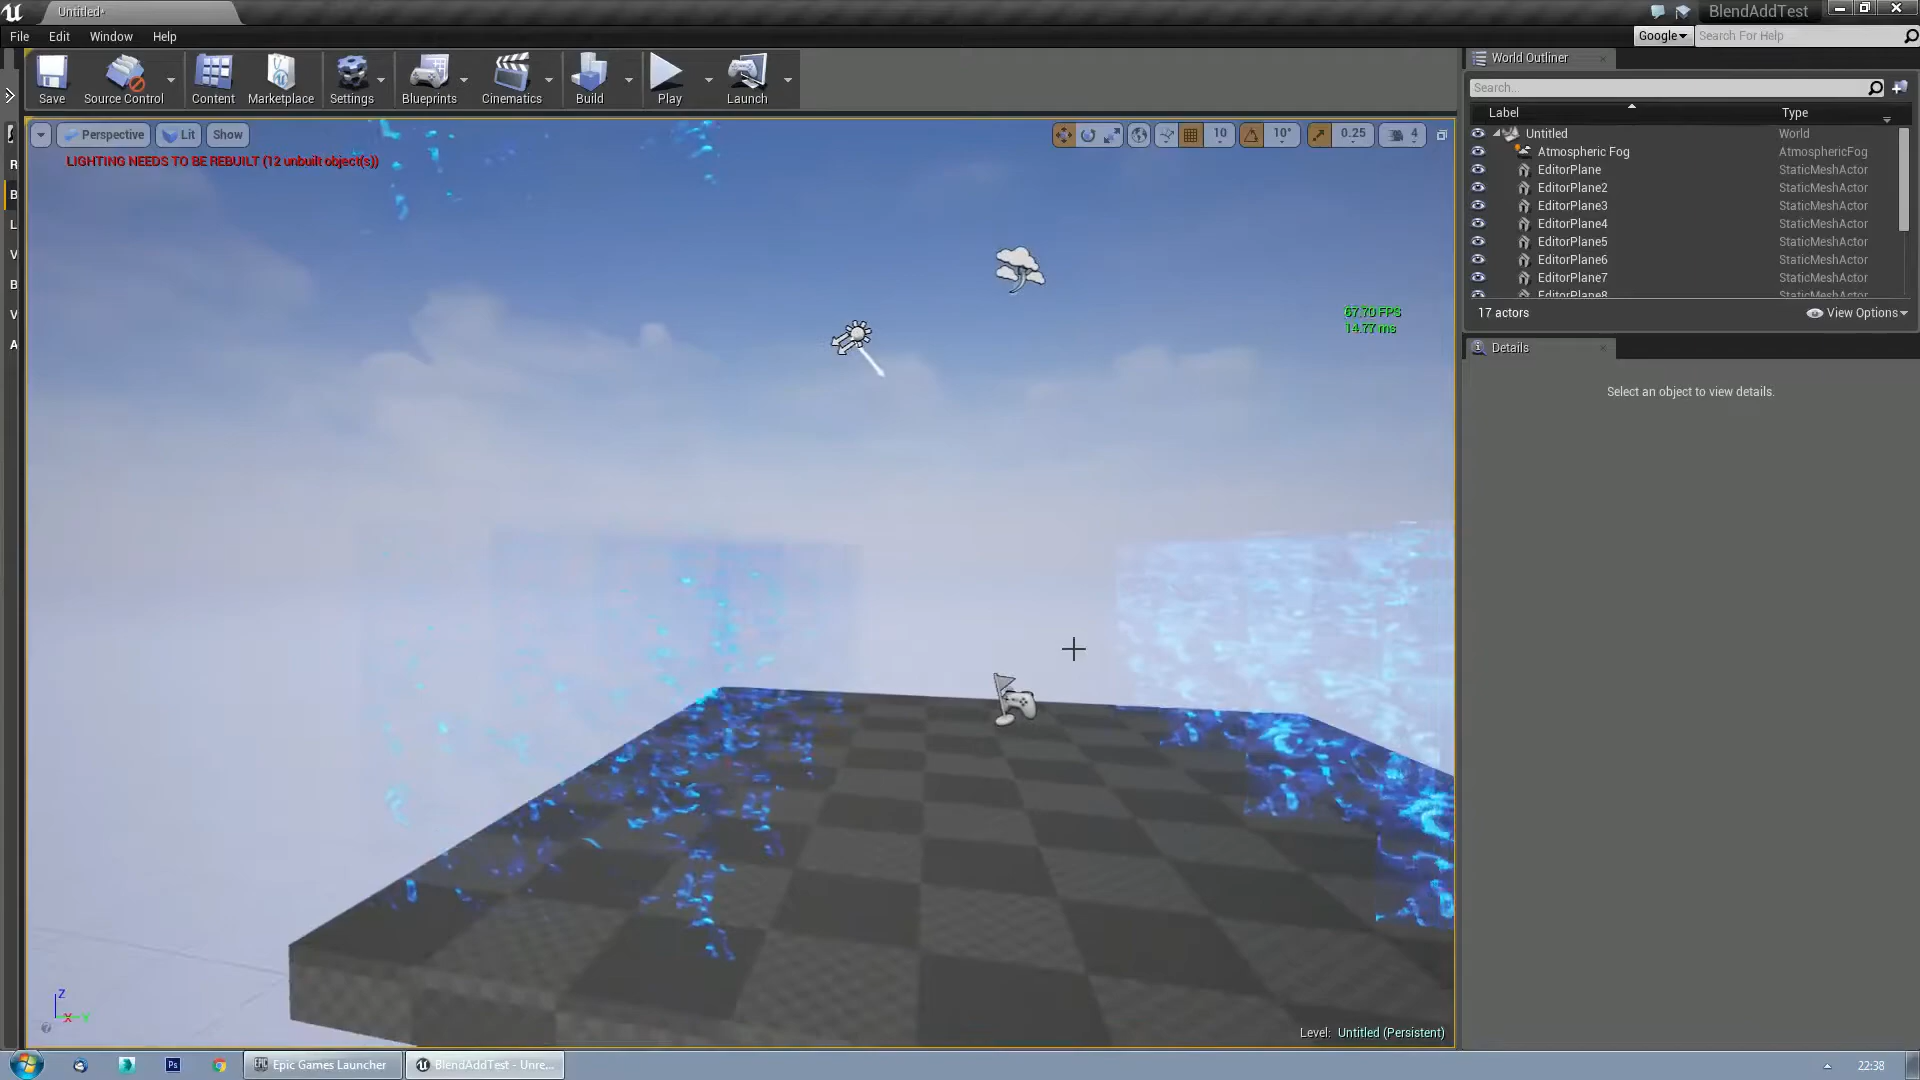 Untitled*
BlendAddTest
File Edit Window Help
Google
Search For Help
Save Source Control Content Marketplace Settings Blueprints Cinematics Build Play Launch
World Outliner
Search...
Label Type
Perspective Lit Show
10 10° 0.25 4
LIGHTING NEEDS TO BE REBUILT (12 unbuilt object(s))
Untitled World
Atmospheric Fog AtmosphericFog
EditorPlane StaticMeshActor
EditorPlane2 StaticMeshActor
EditorPlane3 StaticMeshActor
EditorPlane4 StaticMeshActor
EditorPlane5 StaticMeshActor
EditorPlane6 StaticMeshActor
EditorPlane7 StaticMeshActor
EditorPlane8 StaticMeshActor
17 actors
View Options
67.70 FPS
14.77 ms
Details
Select an object to view details.
R
B
L
V
B
V
A
Z
X Y
Level: Untitled (Persistent)
Ps
EPIC
Epic Games Launcher
BlendAddTest - Unre...
22:38